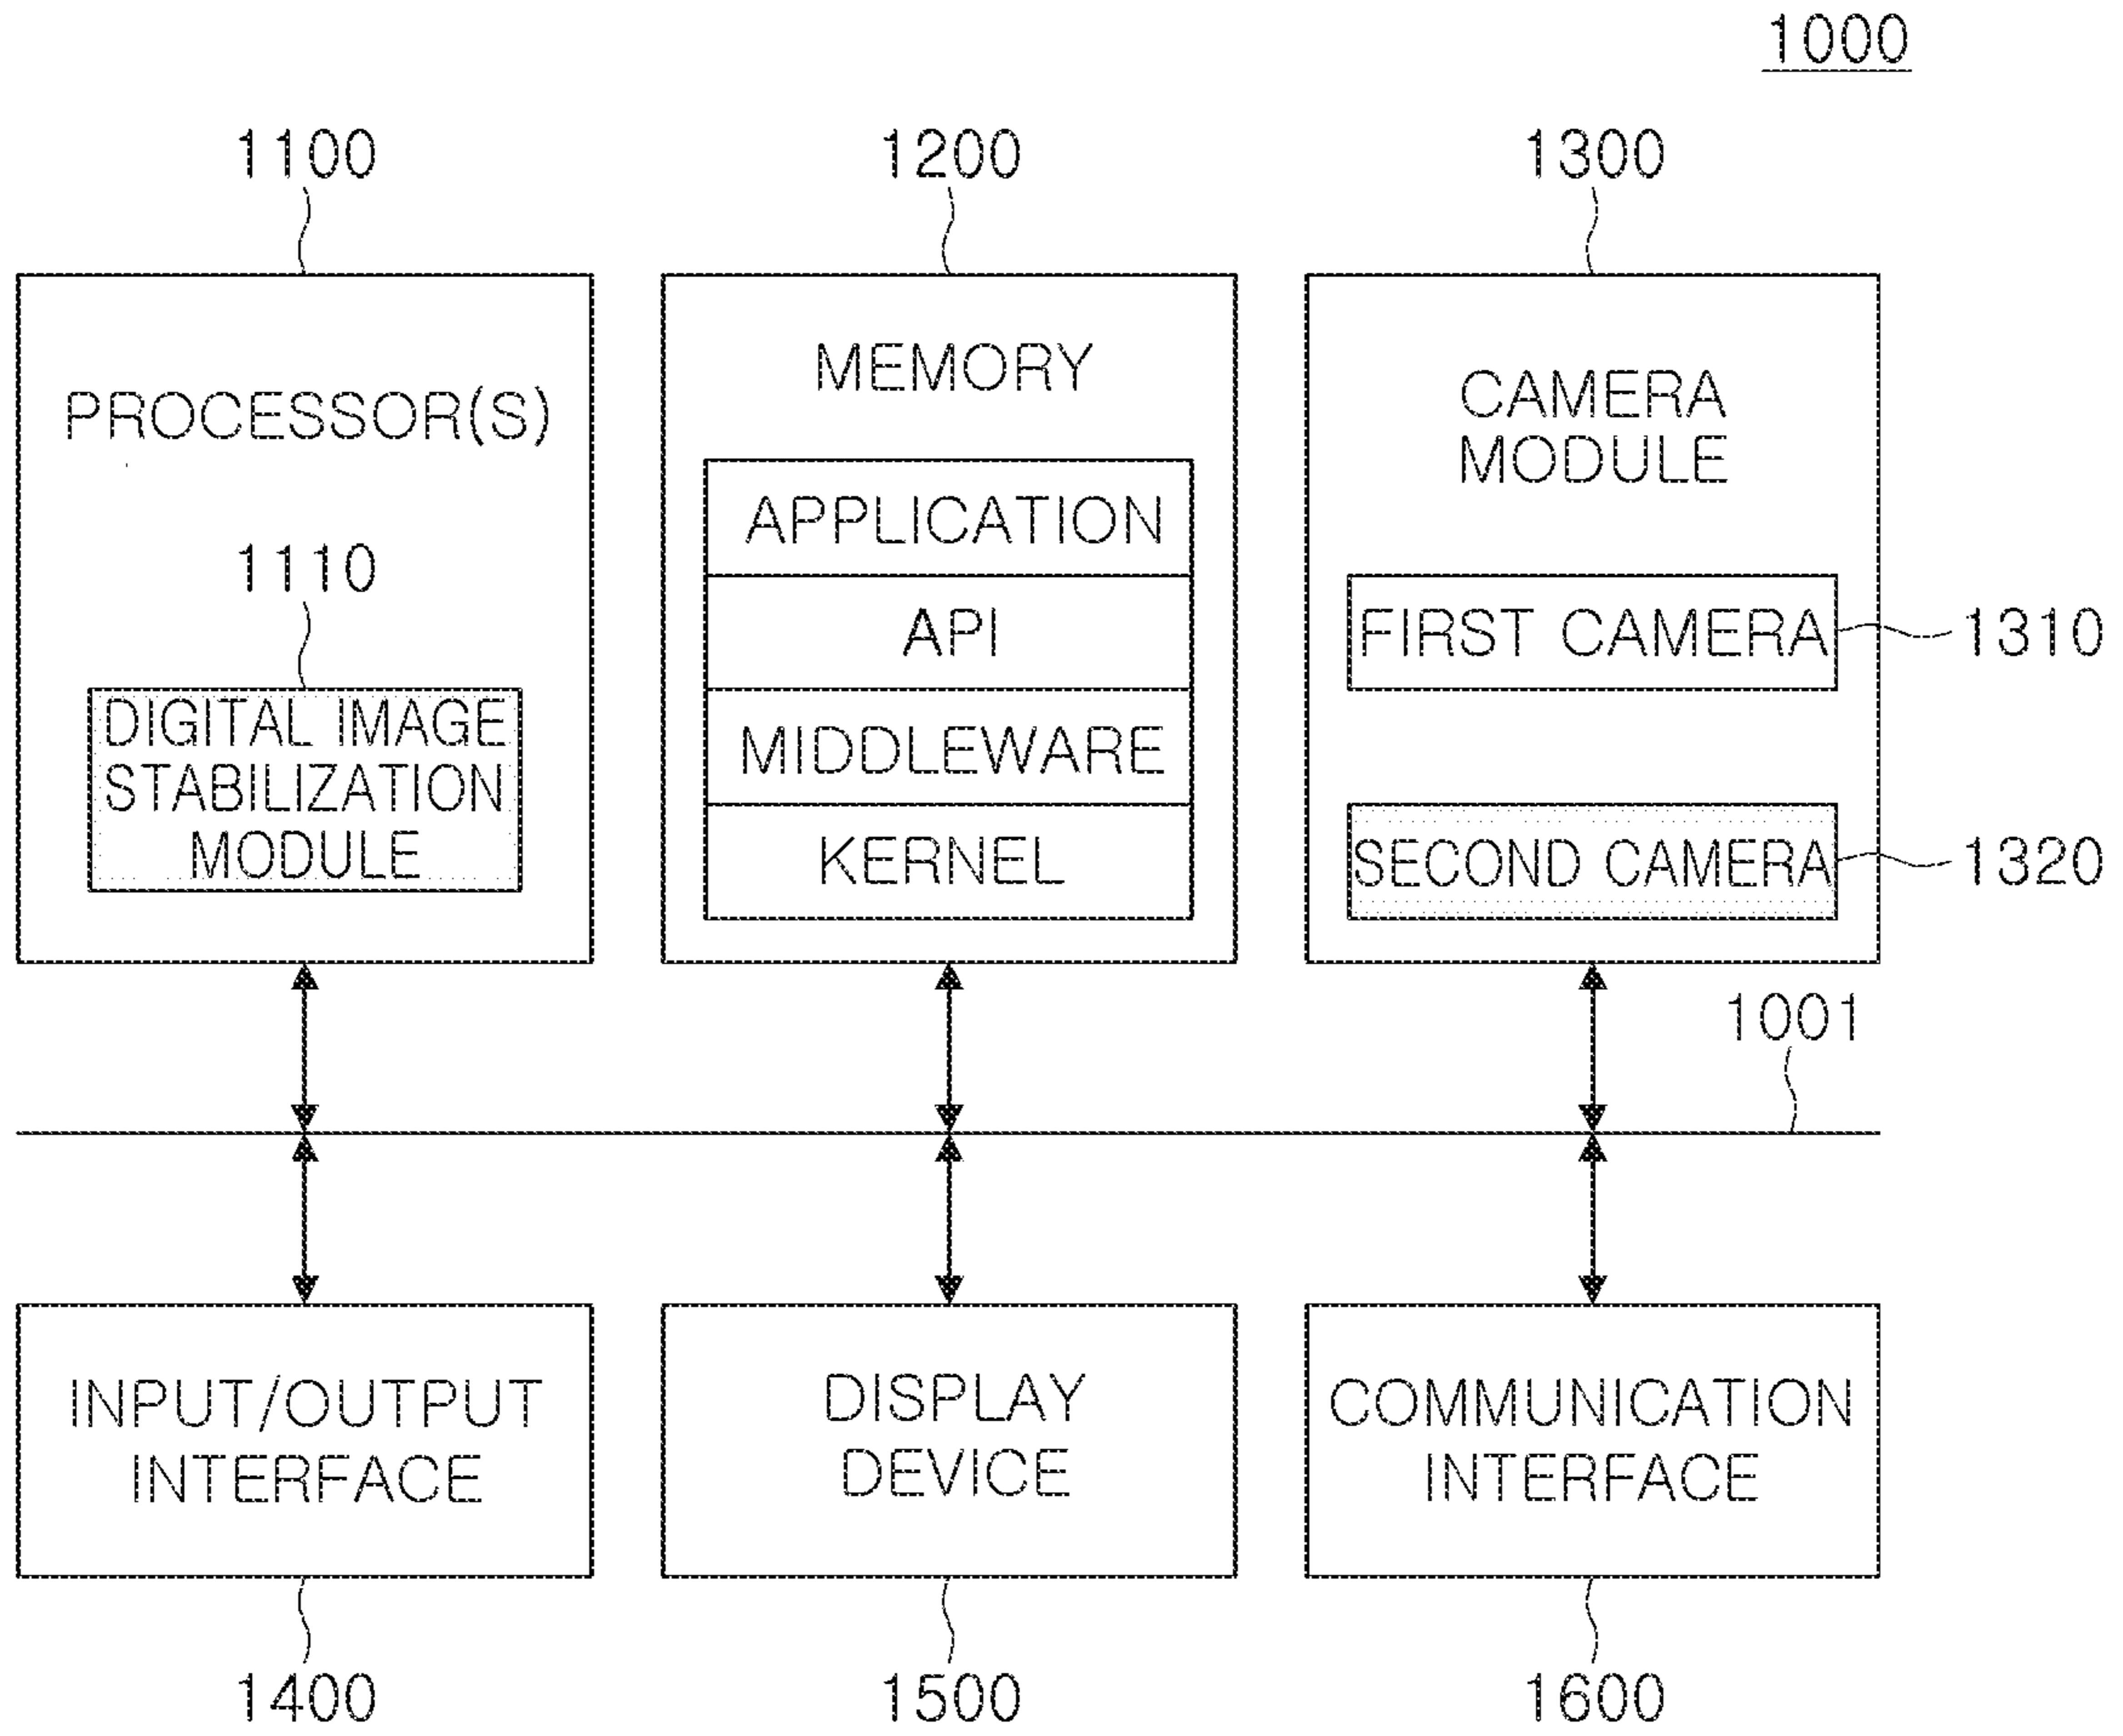 1000
1100
1200
1300
PROCESSOR(S)
1110
DIGITAL IMAGE
STABILIZATION
MODULE
MEMORY
APPLICATION
API
MIDDLEWARE
KERNEL
CAMERA
MODULE
FIRST CAMERA
1310
SECOND CAMERA
1320
1001
INPUT/OUTPUT
INTERFACE
DISPLAY
DEVICE
COMMUNICATION
INTERFACE
1400
1500
1600